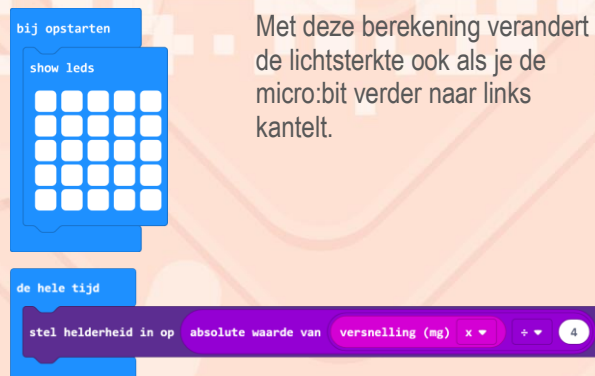 bij opstarten
show leds
Met deze berekening verandert
de lichtsterkte ook als je de
micro:bit verder naar links
kantelt.
de hele tijd
stel helderheid in op absolute waarde van versnelling (mg) x ÷ 4